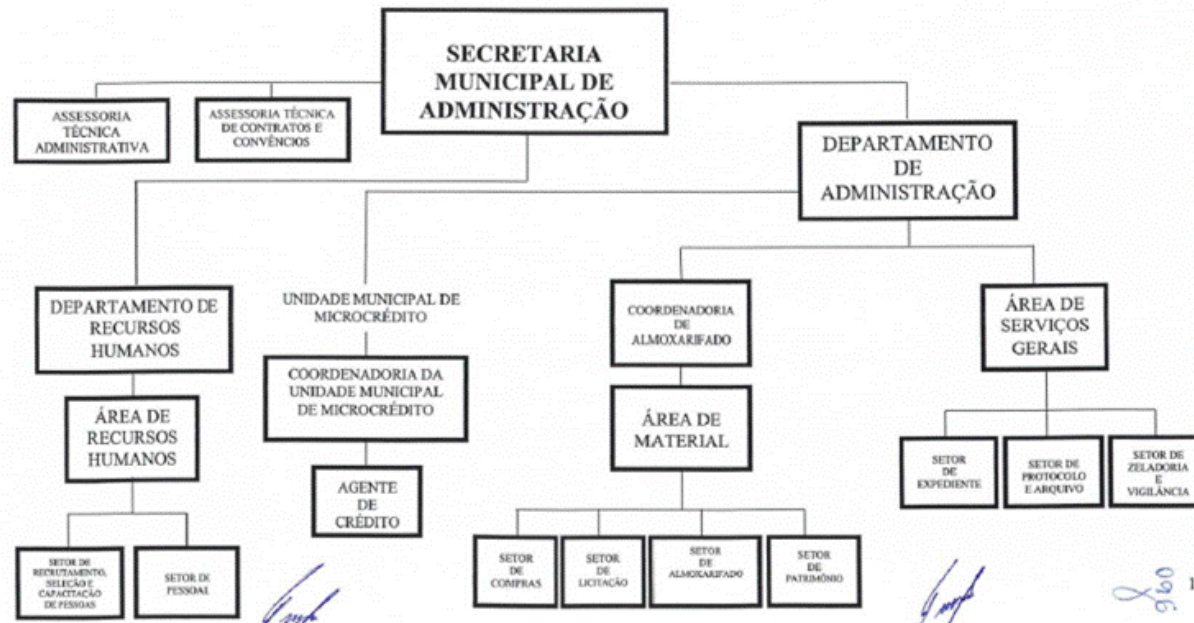 SECRETARIA
MUNICIPAL DE
ADMINISTRAÇÃO
ASSESSORIA
TÉCNICA
ADMINISTRATIVA
ASSESSORIA TÉCNICA
DE CONTRATOS E
CONVÊNCIOS
DEPARTAMENTO
DE
ADMINISTRAÇÃO
DEPARTAMENTO DE
RECURSOS
HUMANOS
UNIDADE MUNICIPAL DE
MICROCRÉDITO
COORDENADORIA
DE
ALMOXARIFADO
ÁREA DE
SERVIÇOS
GERAIS
COORDENADORIA DA
UNIDADE MUNICIPAL
DE MICROCRÉDITO
ÁREA DE
RECURSOS
HUMANOS
ÁREA DE
MATERIAL
AGENTE
DE
CRÉDITO
SETOR
DE
EXPEDIENTE
SETOR DE
PROTOCOLO
E ARQUIVO
SETOR DE
ZELADORIA
E
VIGILÂNCIA
SETOR DE
RECRUTAMENTO,
SELEÇÃO E
CAPACITAÇÃO
DE PESSOAS
SETOR DE
PESSOAL
SETOR
DE
COMPRAS
SETOR
DE
LICITAÇÃO
SETOR
DE
ALMOXARIFADO
SETOR
DE
PATRIMÔNIO
960
1